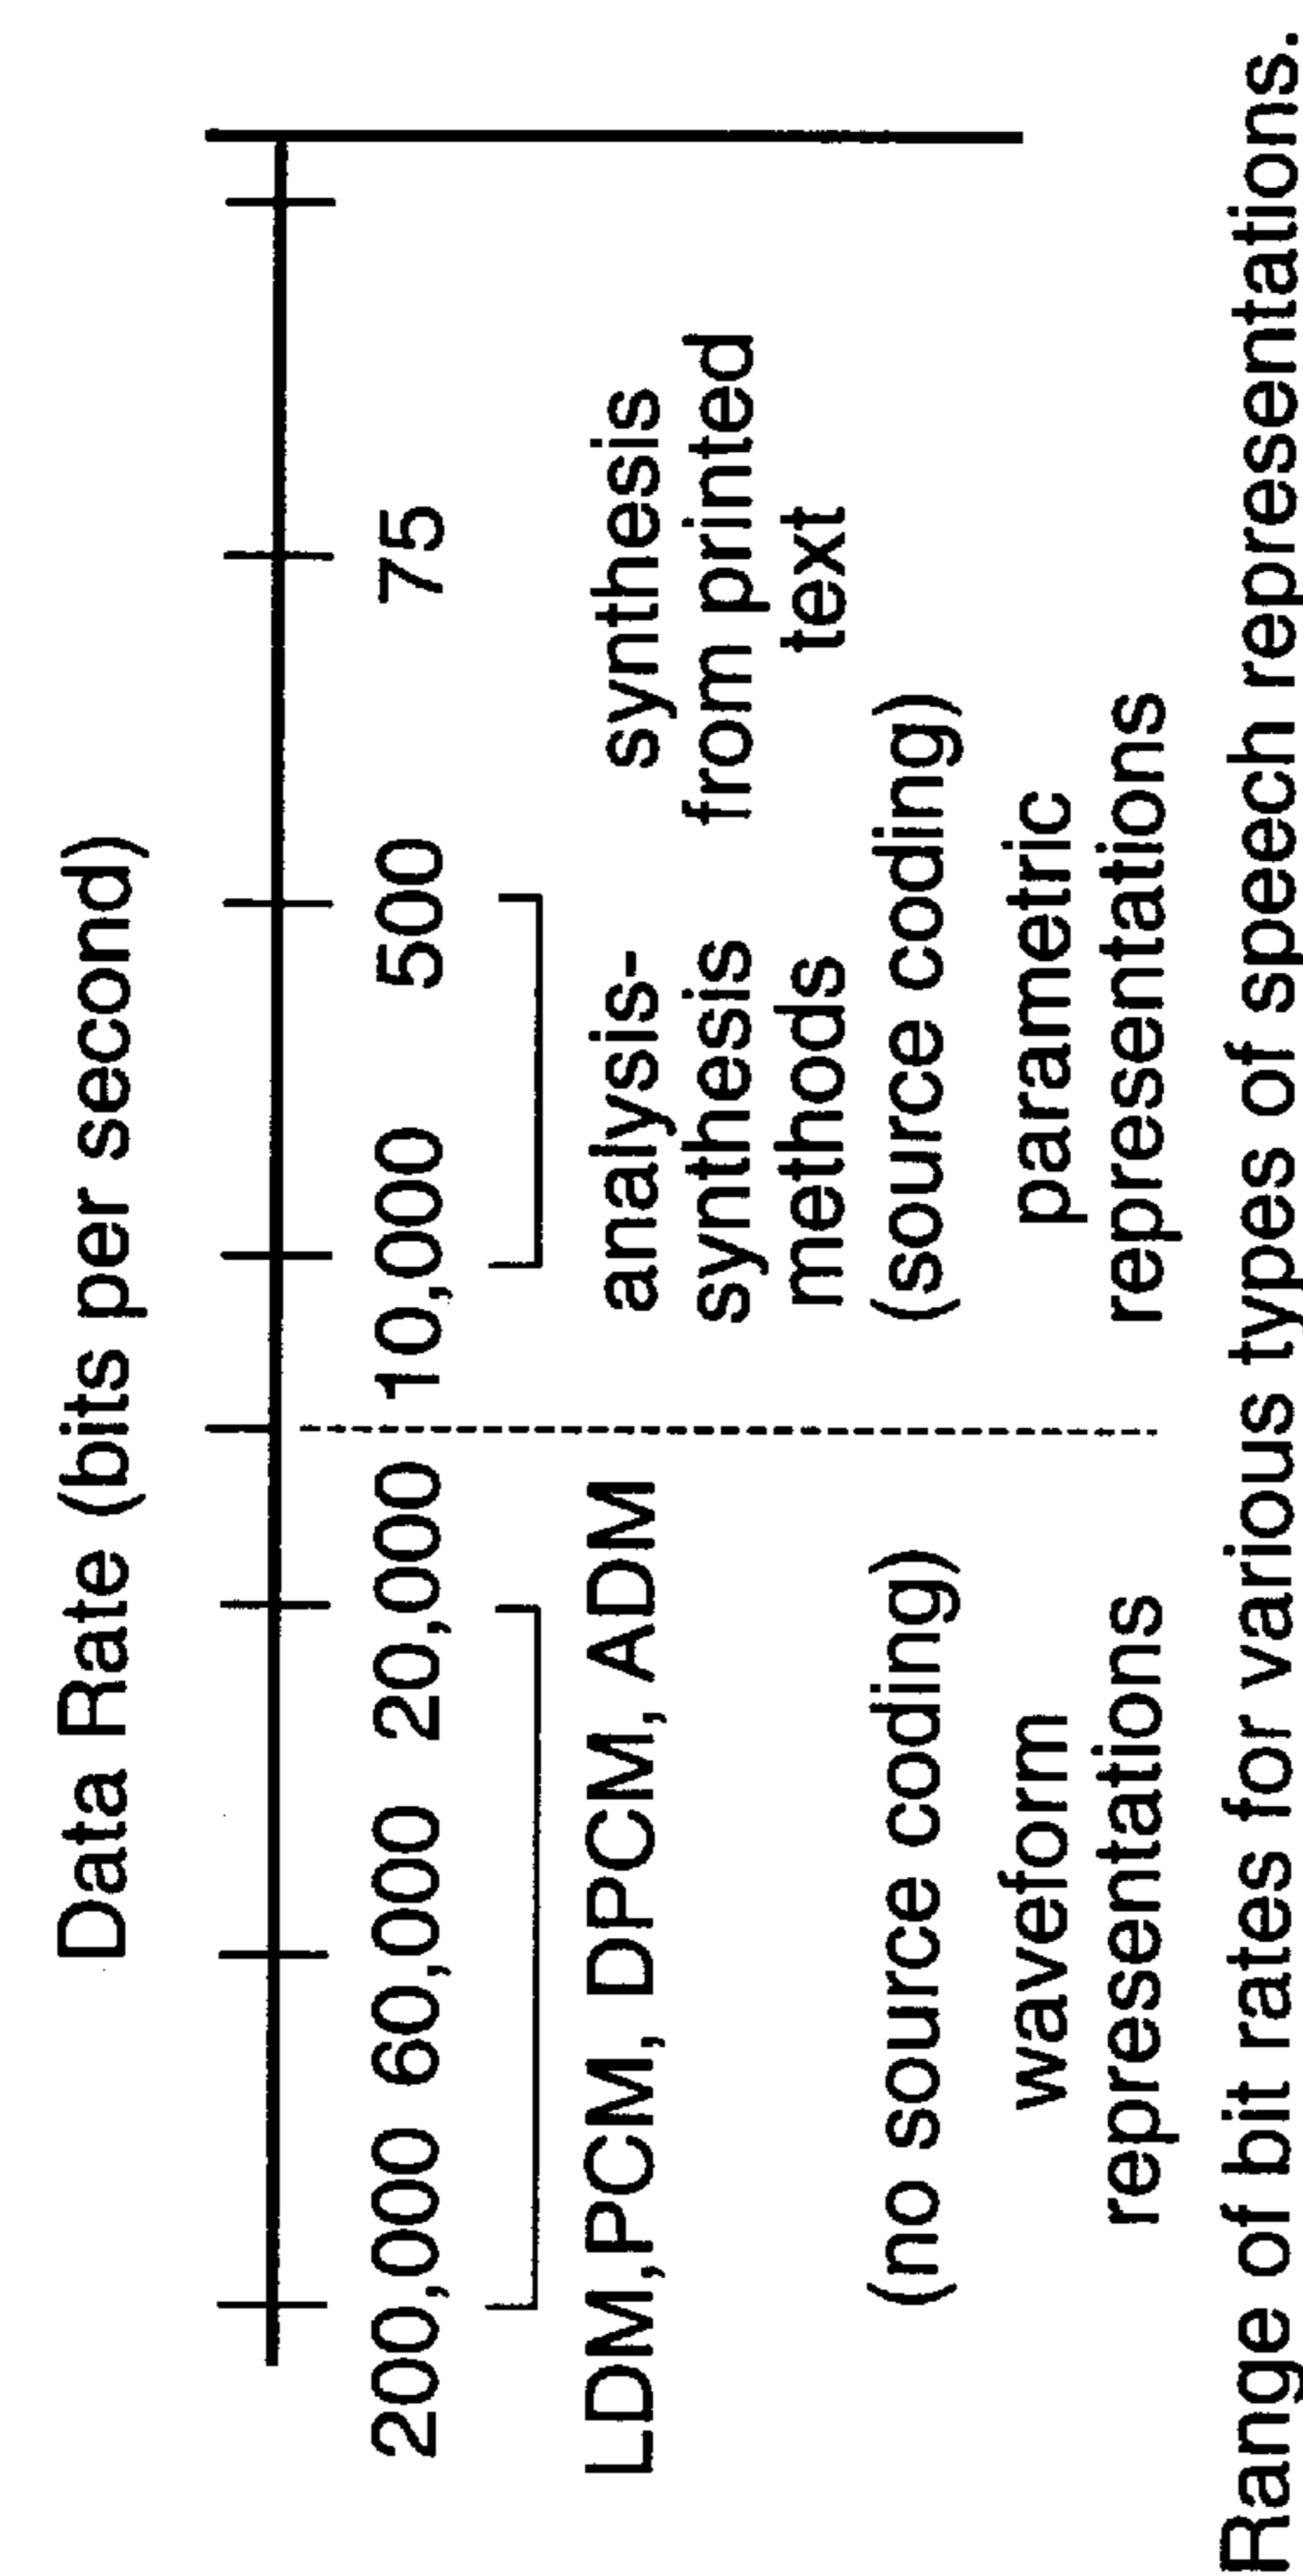 Data Rate (bits per second)
200,000 60,000 20,000 10,000 500 75
LDM,PCM, DPCM, ADM
analysis-
synthesis
methods
synthesis
from printed
text
(no source coding)
(source coding)
waveform
representations
parametric
representations
Range of bit rates for various types of speech representations.